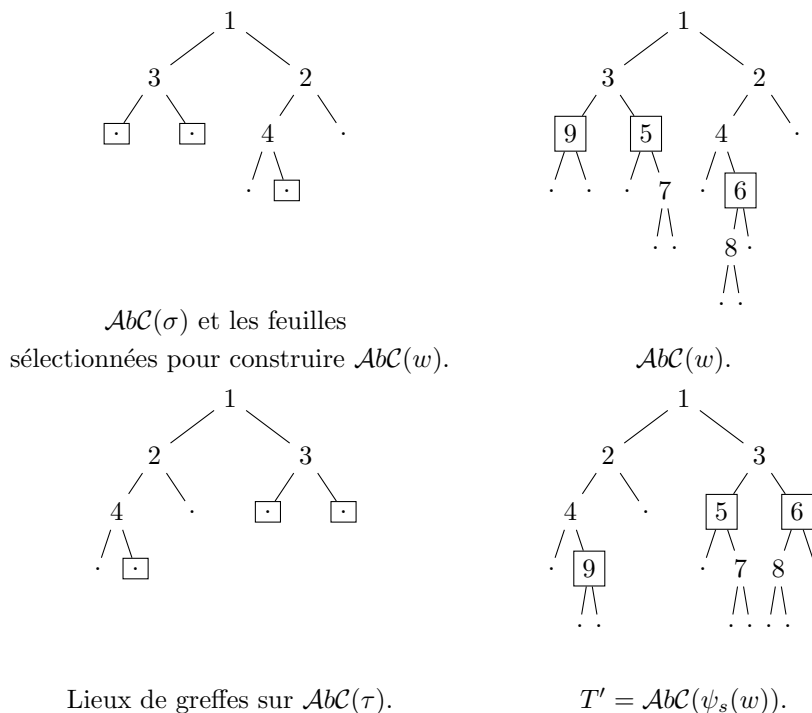 1 1
3 2 3 2
· · 4 · 9 5 4 ·
· · · · · 7 · 6
· · 8 ·
· ·
AbC(σ) et les feuilles
sélectionnées pour construire AbC(w). AbC(w).
1 1
2 3 2 3
4 · · · 4 · 5 6
· · · 9 · 7 8 ·
· · · · · ·
Lieux de greffes sur AbC(τ). T′ = AbC(ψₛ(w)).